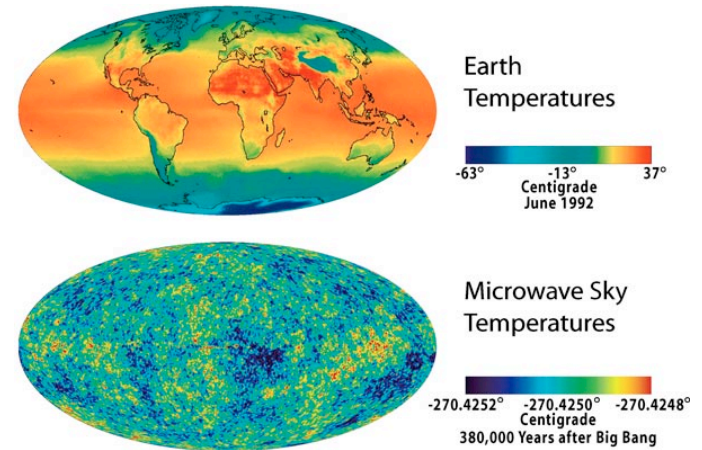 Earth
Temperatures
-63° -13° 37°
Centigrade
June 1992
Microwave Sky
Temperatures
-270.4252° -270.4250° -270.4248°
Centigrade
380,000 Years after Big Bang